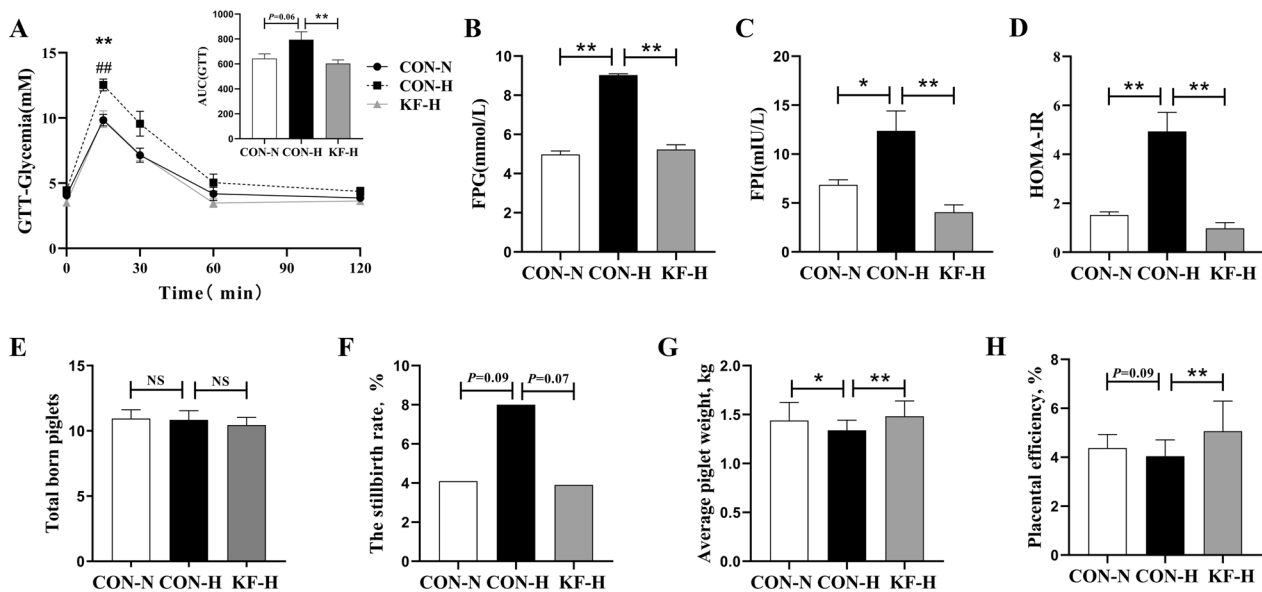 A
**
##
GTT-Glycemia(mM)
15
10
5
0
0 30 60 90 120
Time( min)
AUC(GTT)
1000
800
600
400
200
0
P=0.06
**
CON-N CON-H KF-H
CON-N
CON-H
KF-H
B
FPG(mmol/L)
10
8
6
4
2
0
** **
CON-N CON-H KF-H
C
FPI(mIU/L)
20
15
10
5
0
* **
CON-N CON-H KF-H
D
HOMA-IR
8
6
4
2
0
** **
CON-N CON-H KF-H
E
Total born piglets
15
10
5
0
NS NS
CON-N CON-H KF-H
F
The stillbirth rate, %
10
8
6
4
2
0
P=0.09 P=0.07
CON-N CON-H KF-H
G
Average piglet weight, kg
2.0
1.5
1.0
0.5
0.0
* **
CON-N CON-H KF-H
H
Placental efficiency, %
8
6
4
2
0
P=0.09 **
CON-N CON-H KF-H